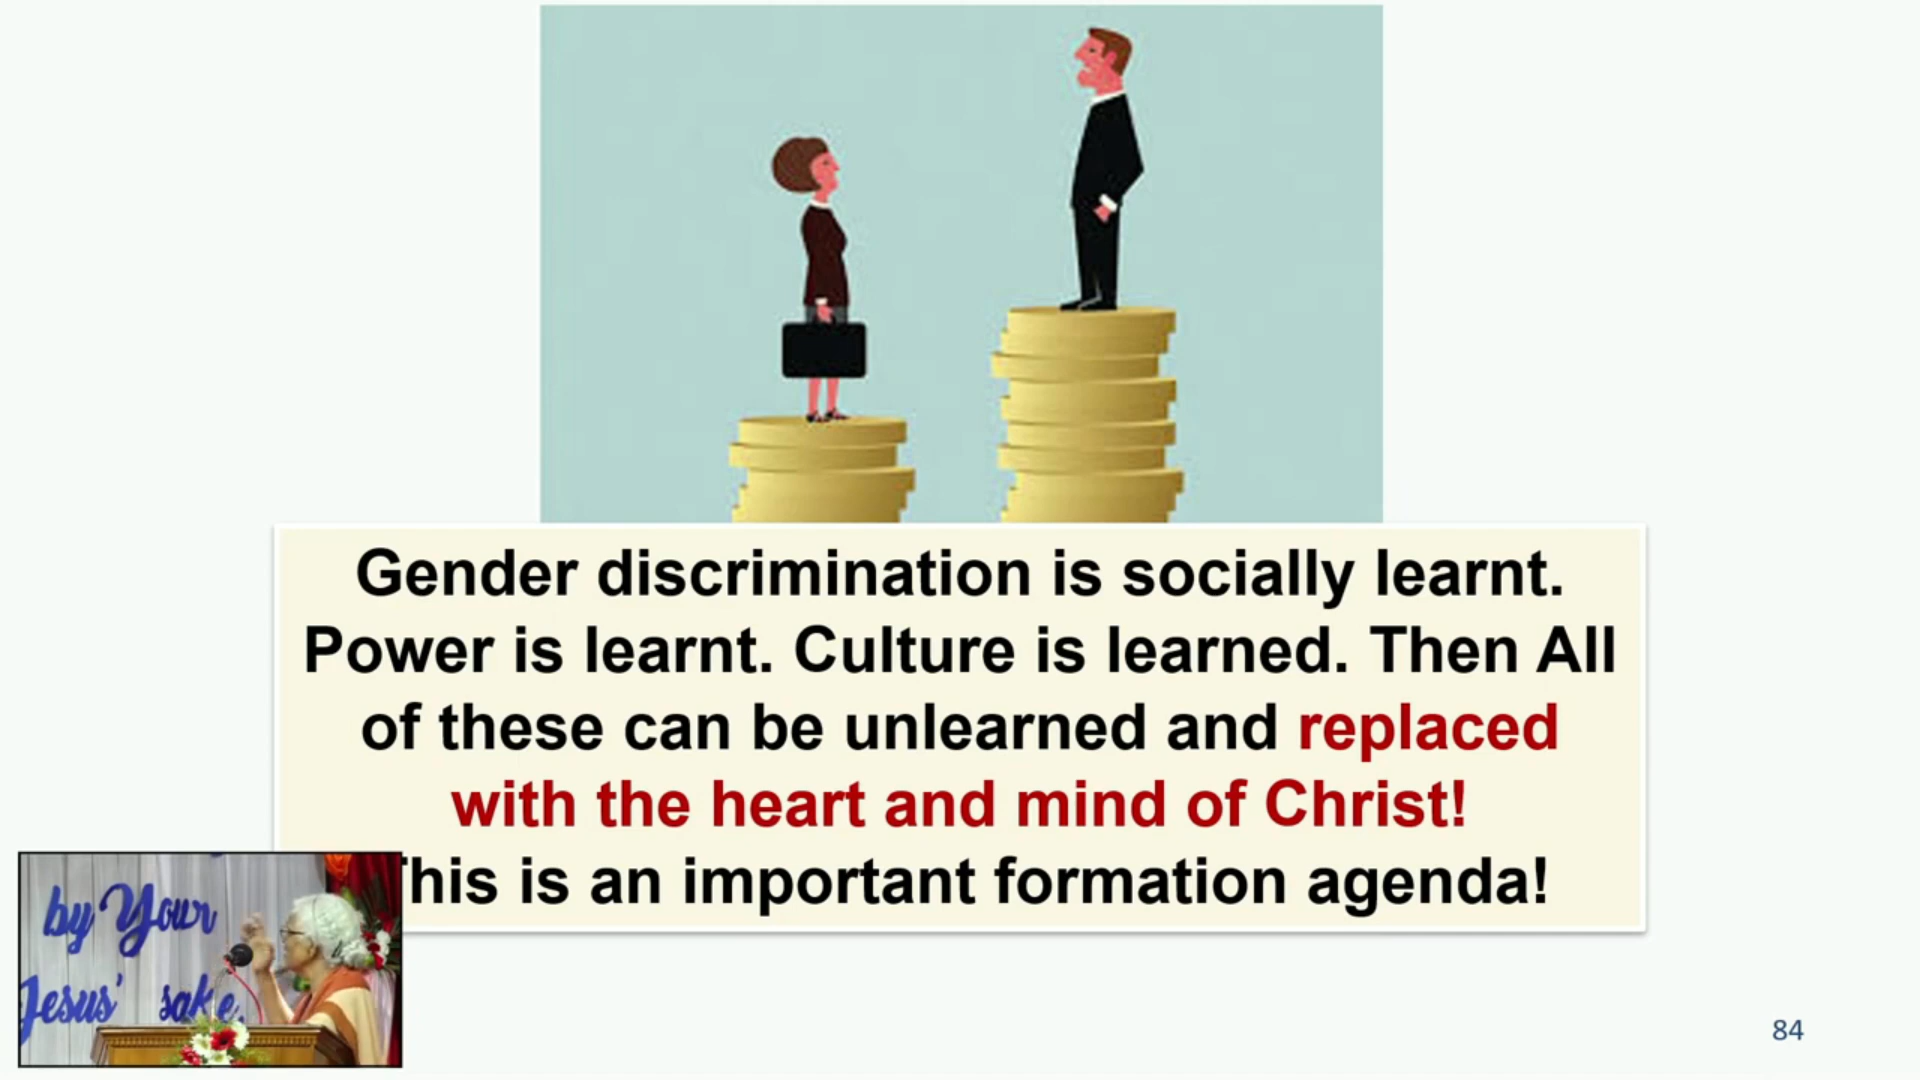 Gender discrimination is socially learnt.
Power is learnt. Culture is learned. Then All
of these can be unlearned and replaced
with the heart and mind of Christ!
This is an important formation agenda!
by Your
Jesus' sake.
84